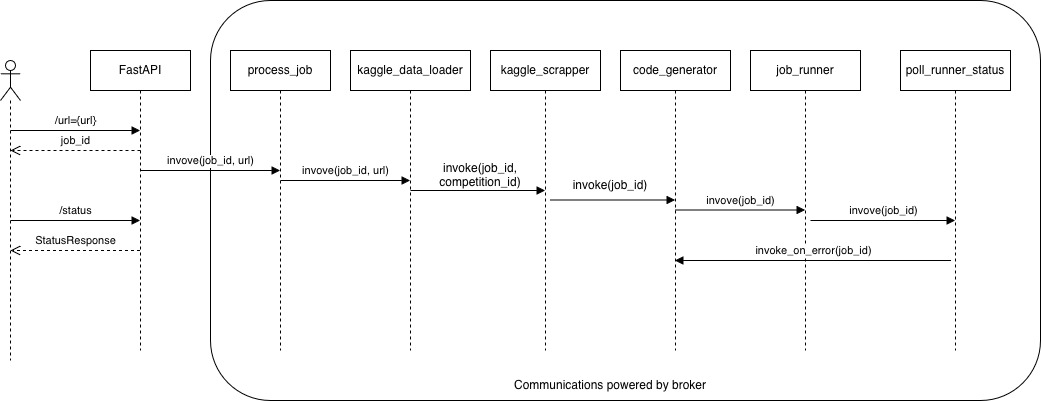 FastAPI
process_job
kaggle_data_loader
kaggle_scrapper
code_generator
job_runner
poll_runner_status
/url={url}
job_id
invove(job_id, url)
invove(job_id, url)
invoke(job_id,
competition_id)
invoke(job_id)
invove(job_id)
invove(job_id)
/status
StatusResponse
invoke_on_error(job_id)
Communications powered by broker